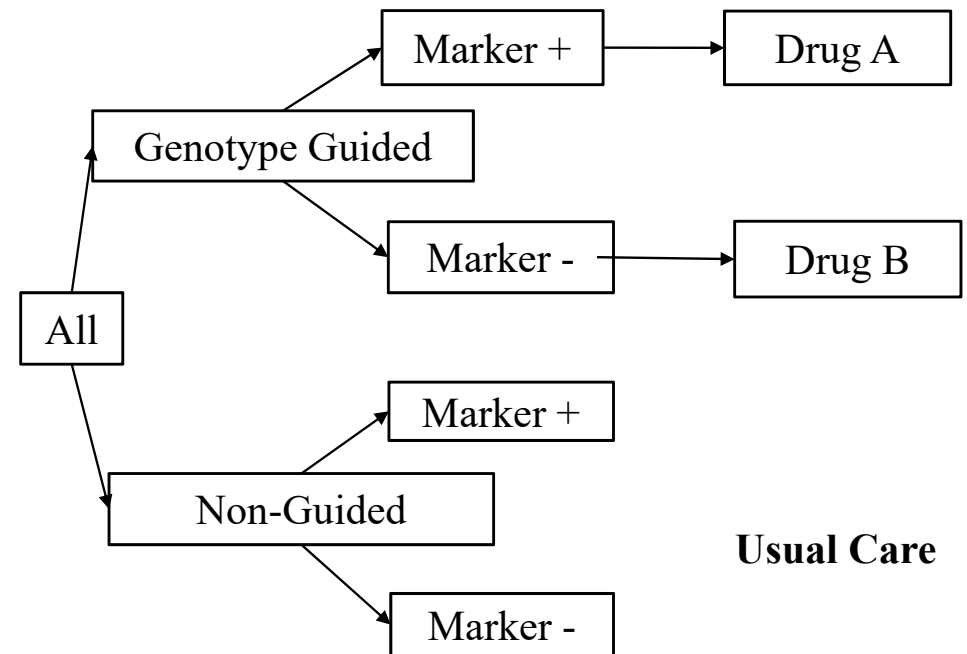 Marker +
Drug A
Genotype Guided
Marker -
Drug B
All
Marker +
Non-Guided
Usual Care
Marker -